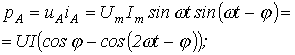 p_A = u_A i_A = U_m I_m sin ωt sin(ωt − φ) =
= UI(cos φ − cos(2ωt − φ));